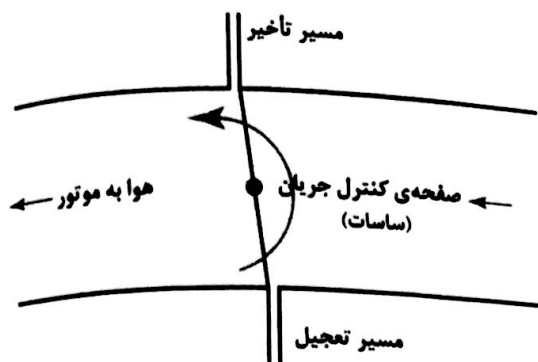 مسیر تأخیر
صفحه‌ی کنترل جریان
(ساسات)
هوا به موتور
مسیر تعجیل